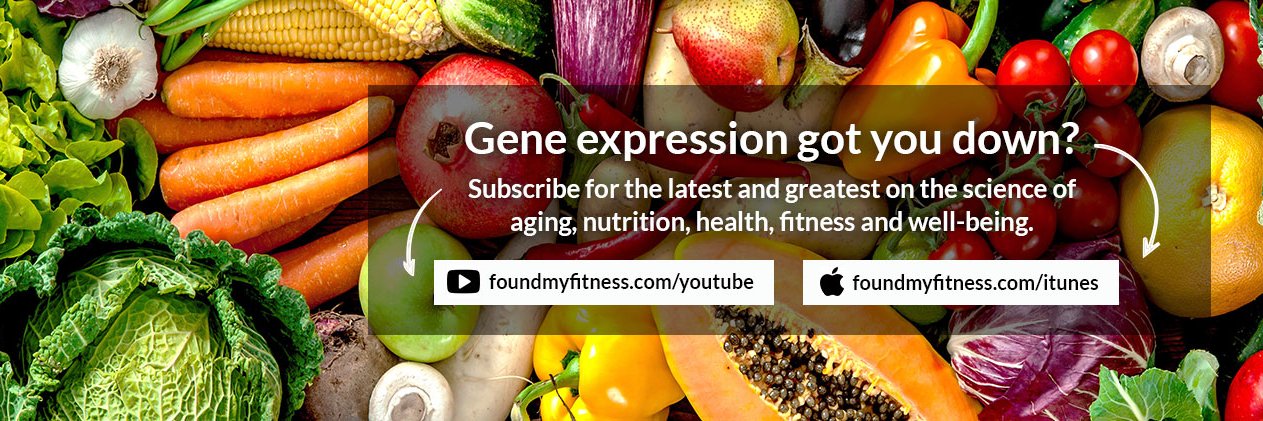 Gene expression got you down?
Subscribe for the latest and greatest on the science of
aging, nutrition, health, fitness and well-being.
foundmyfitness.com/youtube
foundmyfitness.com/itunes